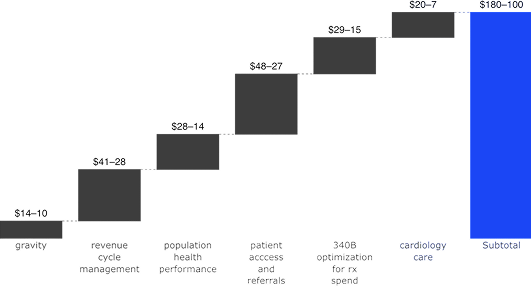 $20–7
$180–100
$29–15
$48–27
$28–14
$41–28
$14–10
gravity
revenue
cycle
management
population
health
performance
patient
acccess
and
referrals
340B
optimization
for rx
spend
cardiology
care
Subtotal